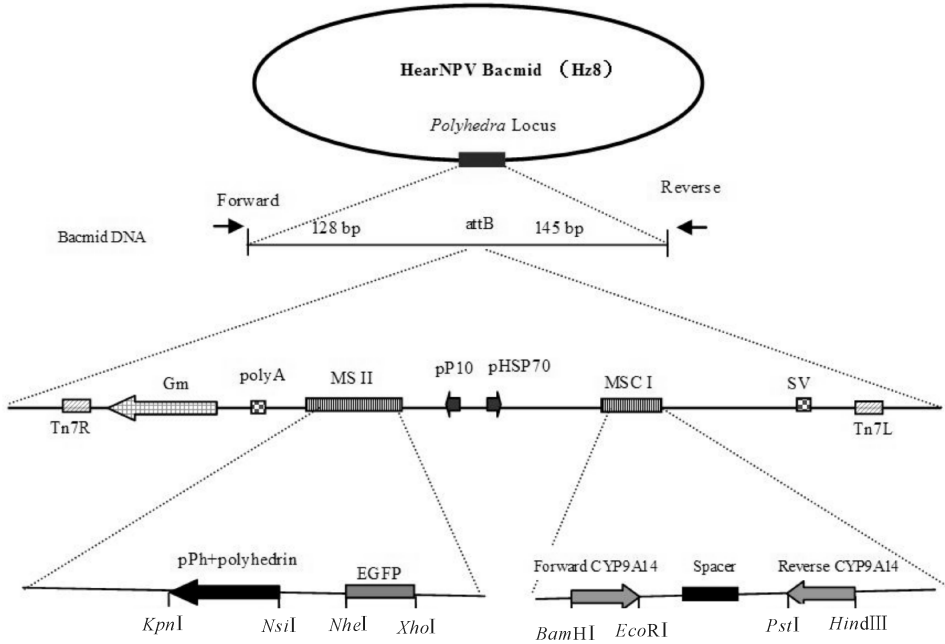 HearNPV Bacmid （Hz8）
Polyhedra Locus
Forward
Reverse
Bacmid DNA
128 bp
attB
145 bp
Gm
polyA
MS II
pP10
pHSP70
MSC I
SV
Tn7R
Tn7L
pPh+polyhedrin
EGFP
Forward CYP9A14
Spacer
Reverse CYP9A14
KpnI
NsiI
NheI
XhoI
BamHI
EcoRI
PstI
HindIII